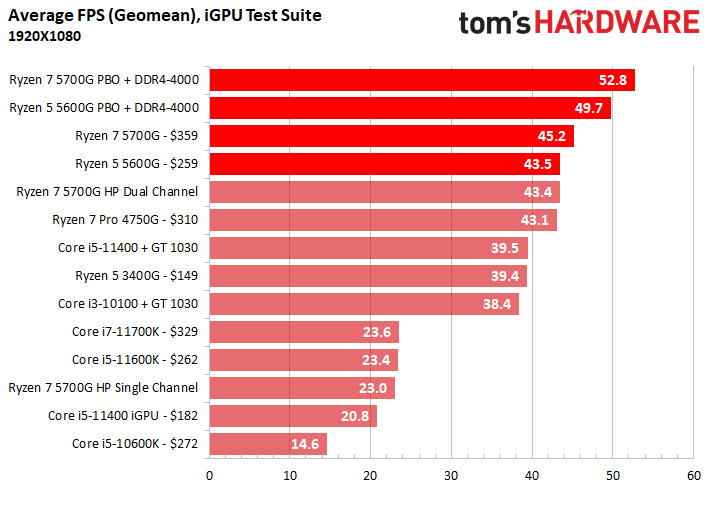 Average FPS (Geomean), iGPU Test Suite
1920X1080
tom's HARDWARE
Ryzen 7 5700G PBO + DDR4-4000 52.8
Ryzen 5 5600G PBO + DDR4-4000 49.7
Ryzen 7 5700G - $359 45.2
Ryzen 5 5600G - $259 43.5
Ryzen 7 5700G HP Dual Channel 43.4
Ryzen 7 Pro 4750G - $310 43.1
Core i5-11400 + GT 1030 39.5
Ryzen 5 3400G - $149 39.4
Core i3-10100 + GT 1030 38.4
Core i7-11700K - $329 23.6
Core i5-11600K - $262 23.4
Ryzen 7 5700G HP Single Channel 23.0
Core i5-11400 iGPU - $182 20.8
Core i5-10600K - $272 14.6
0 10 20 30 40 50 60